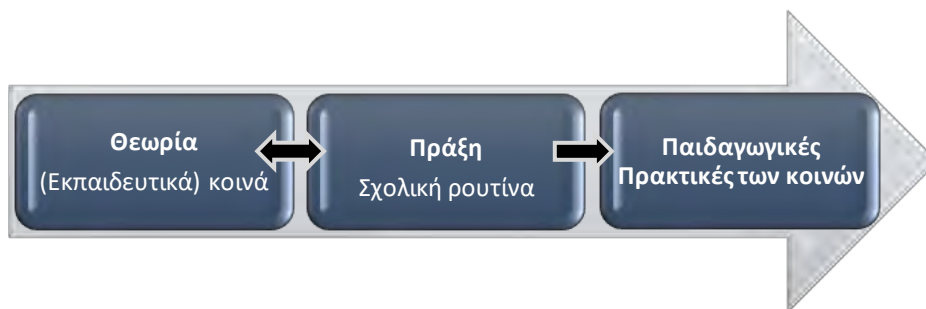 Θεωρία
(Εκπαιδευτικά) κοινά
Πράξη
Σχολική ρουτίνα
Παιδαγωγικές
Πρακτικές των κοινών